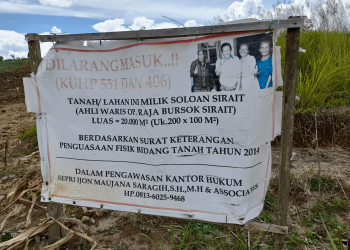 DILARANG MASUK..!!
(KUHP 551 DAN 406)
TANAH/ LAHAN INI MILIK SOLOAN SIRAIT
(AHLI WARIS OP. RAJA BURSOK SIRAIT)
LUAS = 20.000 M² (Uk.200 x 100 M²)
BERDASARKAN SURAT KETERANGAN
PENGUASAAN FISIK BIDANG TANAH TAHUN 2014
DALAM PENGAWASAN KANTOR HUKUM
SEPRI IJON MAUJANA SARAGIH,S.H.,M.H & ASSOCIATES
HP.0813-6025-9468